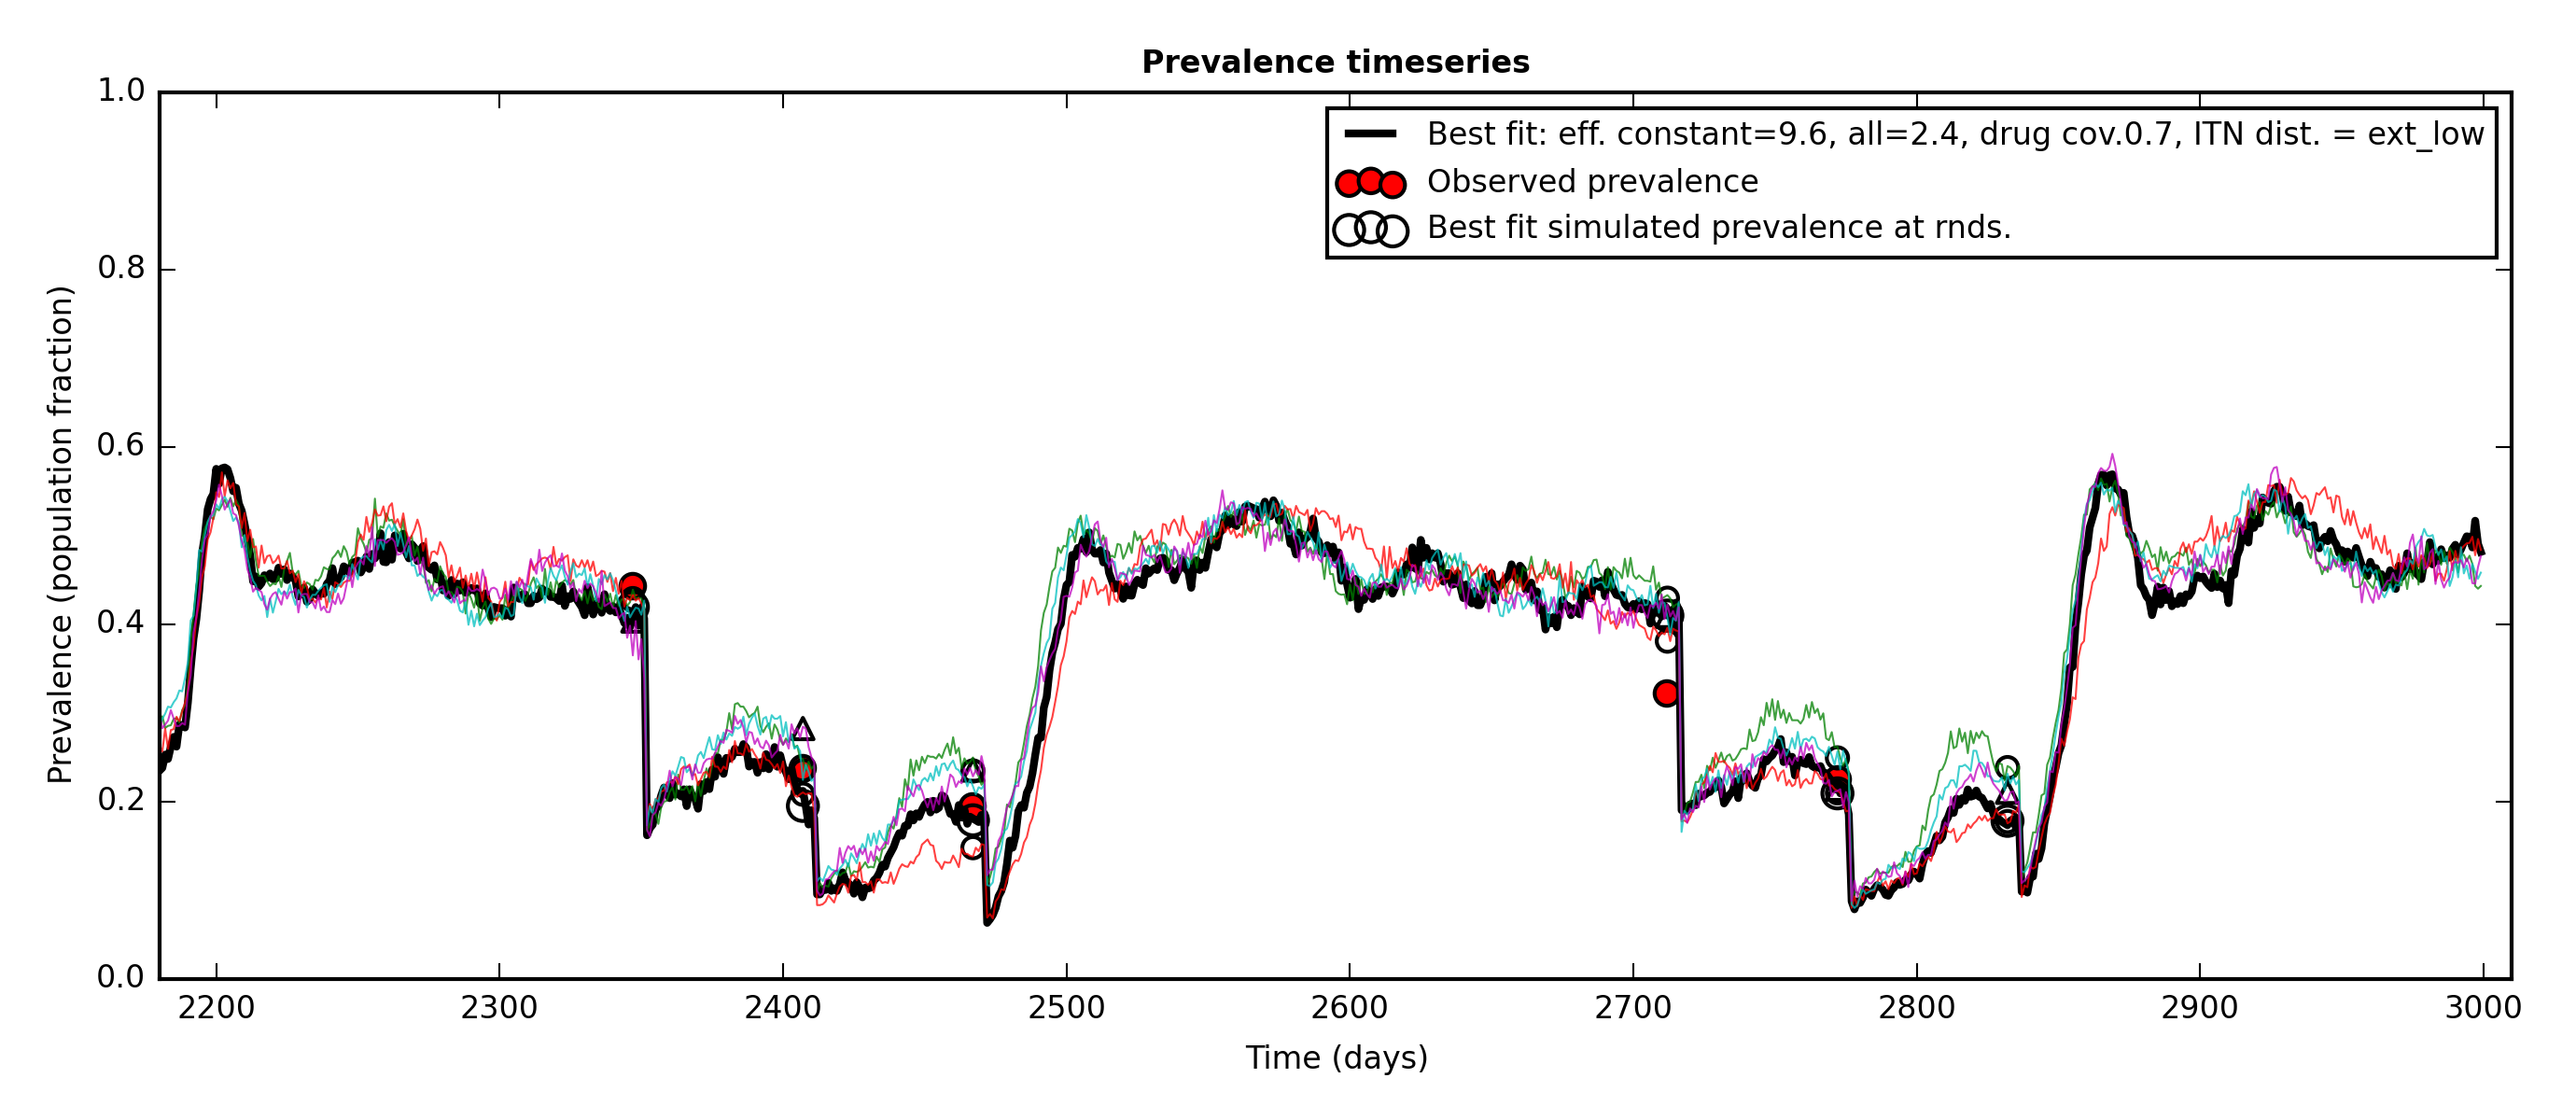 Prevalence timeseries
1.0
0.8
0.6
0.4
0.2
0.0
Prevalence (population fraction)
Best fit: eff. constant=9.6, all=2.4, drug cov.0.7, ITN dist. = ext_low
Observed prevalence
Best fit simulated prevalence at rnds.
2200 2300 2400 2500 2600 2700 2800 2900 3000
Time (days)